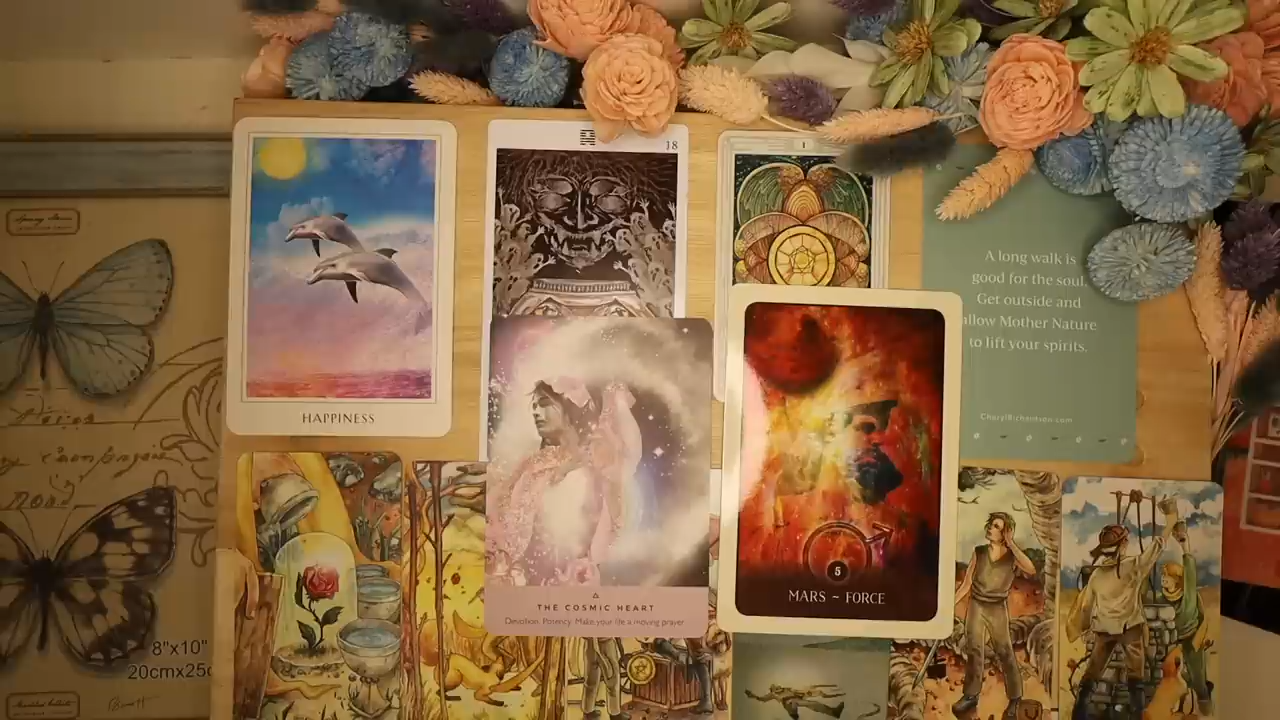 18
1
HAPPINESS
A long walk is
good for the soul.
Get outside and
allow Mother Nature
to lift your spirits.
CherylRichardson.com
THE COSMIC HEART
Devotion. Potency. Make your life a moving prayer
5
MARS ~ FORCE
8"x10"
20cmx25c